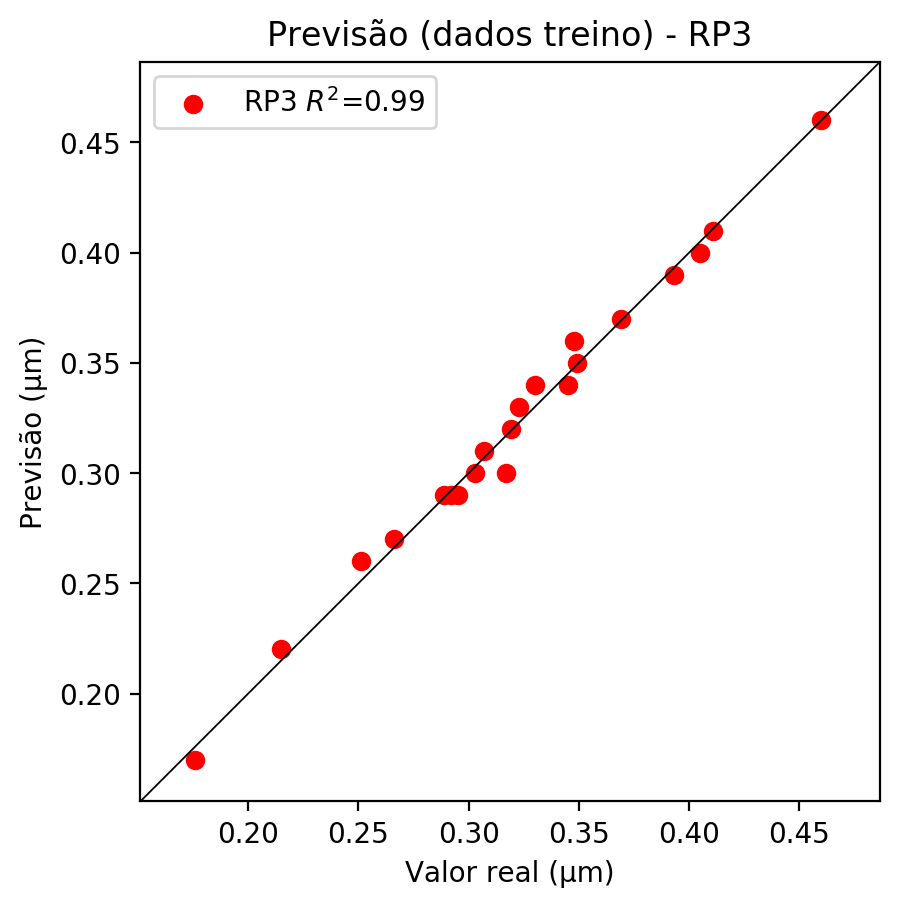 Previsão (dados treino) - RP3
RP3 R²=0.99
Previsão (μm)
0.45
0.40
0.35
0.30
0.25
0.20
0.20 0.25 0.30 0.35 0.40 0.45
Valor real (μm)